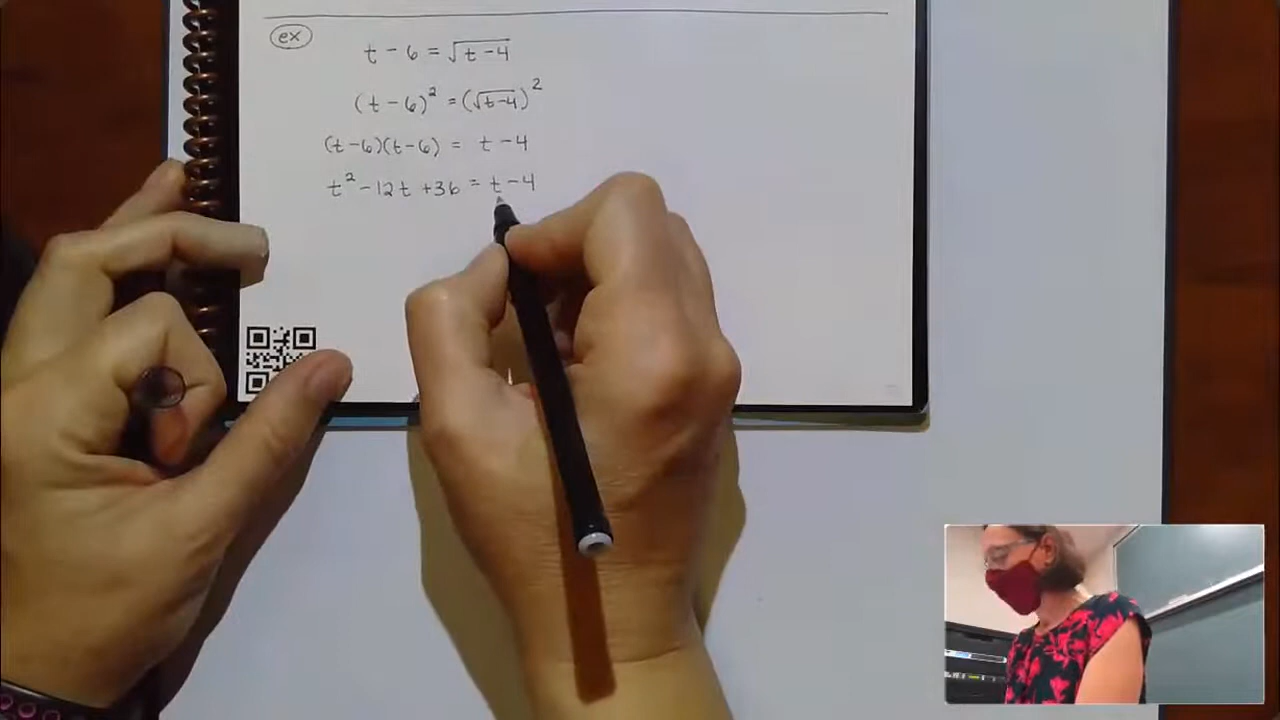 ex
t - 6 = √t - 4
(t - 6)² = (√t-4)²
(t-6)(t-6) = t - 4
t² - 12t + 36 = t - 4